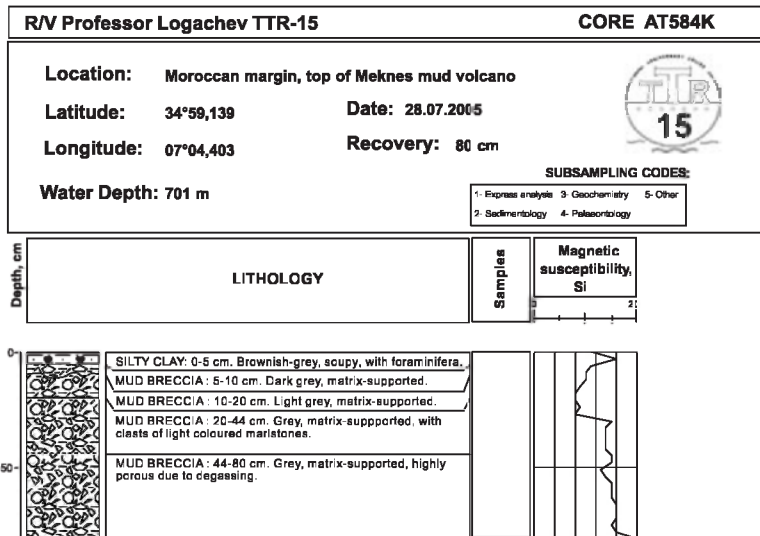 R/V Professor Logachev TTR-15 CORE AT584K
Location: Moroccan margin, top of Meknes mud volcano
Latitude: 34°59,139 Date: 28.07.2005
Longitude: 07°04,403 Recovery: 80 cm
Water Depth: 701 m
TTR
15
SUBSAMPLING CODES:
1- Express analysis 3- Geochemistry 5- Other
2- Sedimentology 4- Palaeontology
Depth, cm
LITHOLOGY
Samples
Magnetic
susceptibility,
Si
0
SILTY CLAY: 0-5 cm. Brownish-grey, soupy, with foraminifera.
MUD BRECCIA: 5-10 cm. Dark grey, matrix-supported.
MUD BRECCIA: 10-20 cm. Light grey, matrix-supported.
MUD BRECCIA: 20-44 cm. Grey, matrix-suppported, with
clasts of light coloured marlstones.
50
MUD BRECCIA: 44-80 cm. Grey, matrix-supported, highly
porous due to degassing.